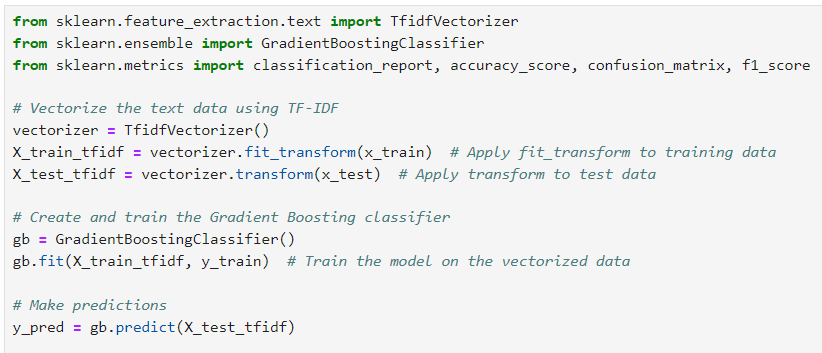 from sklearn.feature_extraction.text import TfidfVectorizer
from sklearn.ensemble import GradientBoostingClassifier
from sklearn.metrics import classification_report, accuracy_score, confusion_matrix, f1_score
# Vectorize the text data using TF-IDF
vectorizer = TfidfVectorizer()
X_train_tfidf = vectorizer.fit_transform(x_train)  # Apply fit_transform to training data
X_test_tfidf = vectorizer.transform(x_test)  # Apply transform to test data
# Create and train the Gradient Boosting classifier
gb = GradientBoostingClassifier()
gb.fit(X_train_tfidf, y_train)  # Train the model on the vectorized data
# Make predictions
y_pred = gb.predict(X_test_tfidf)